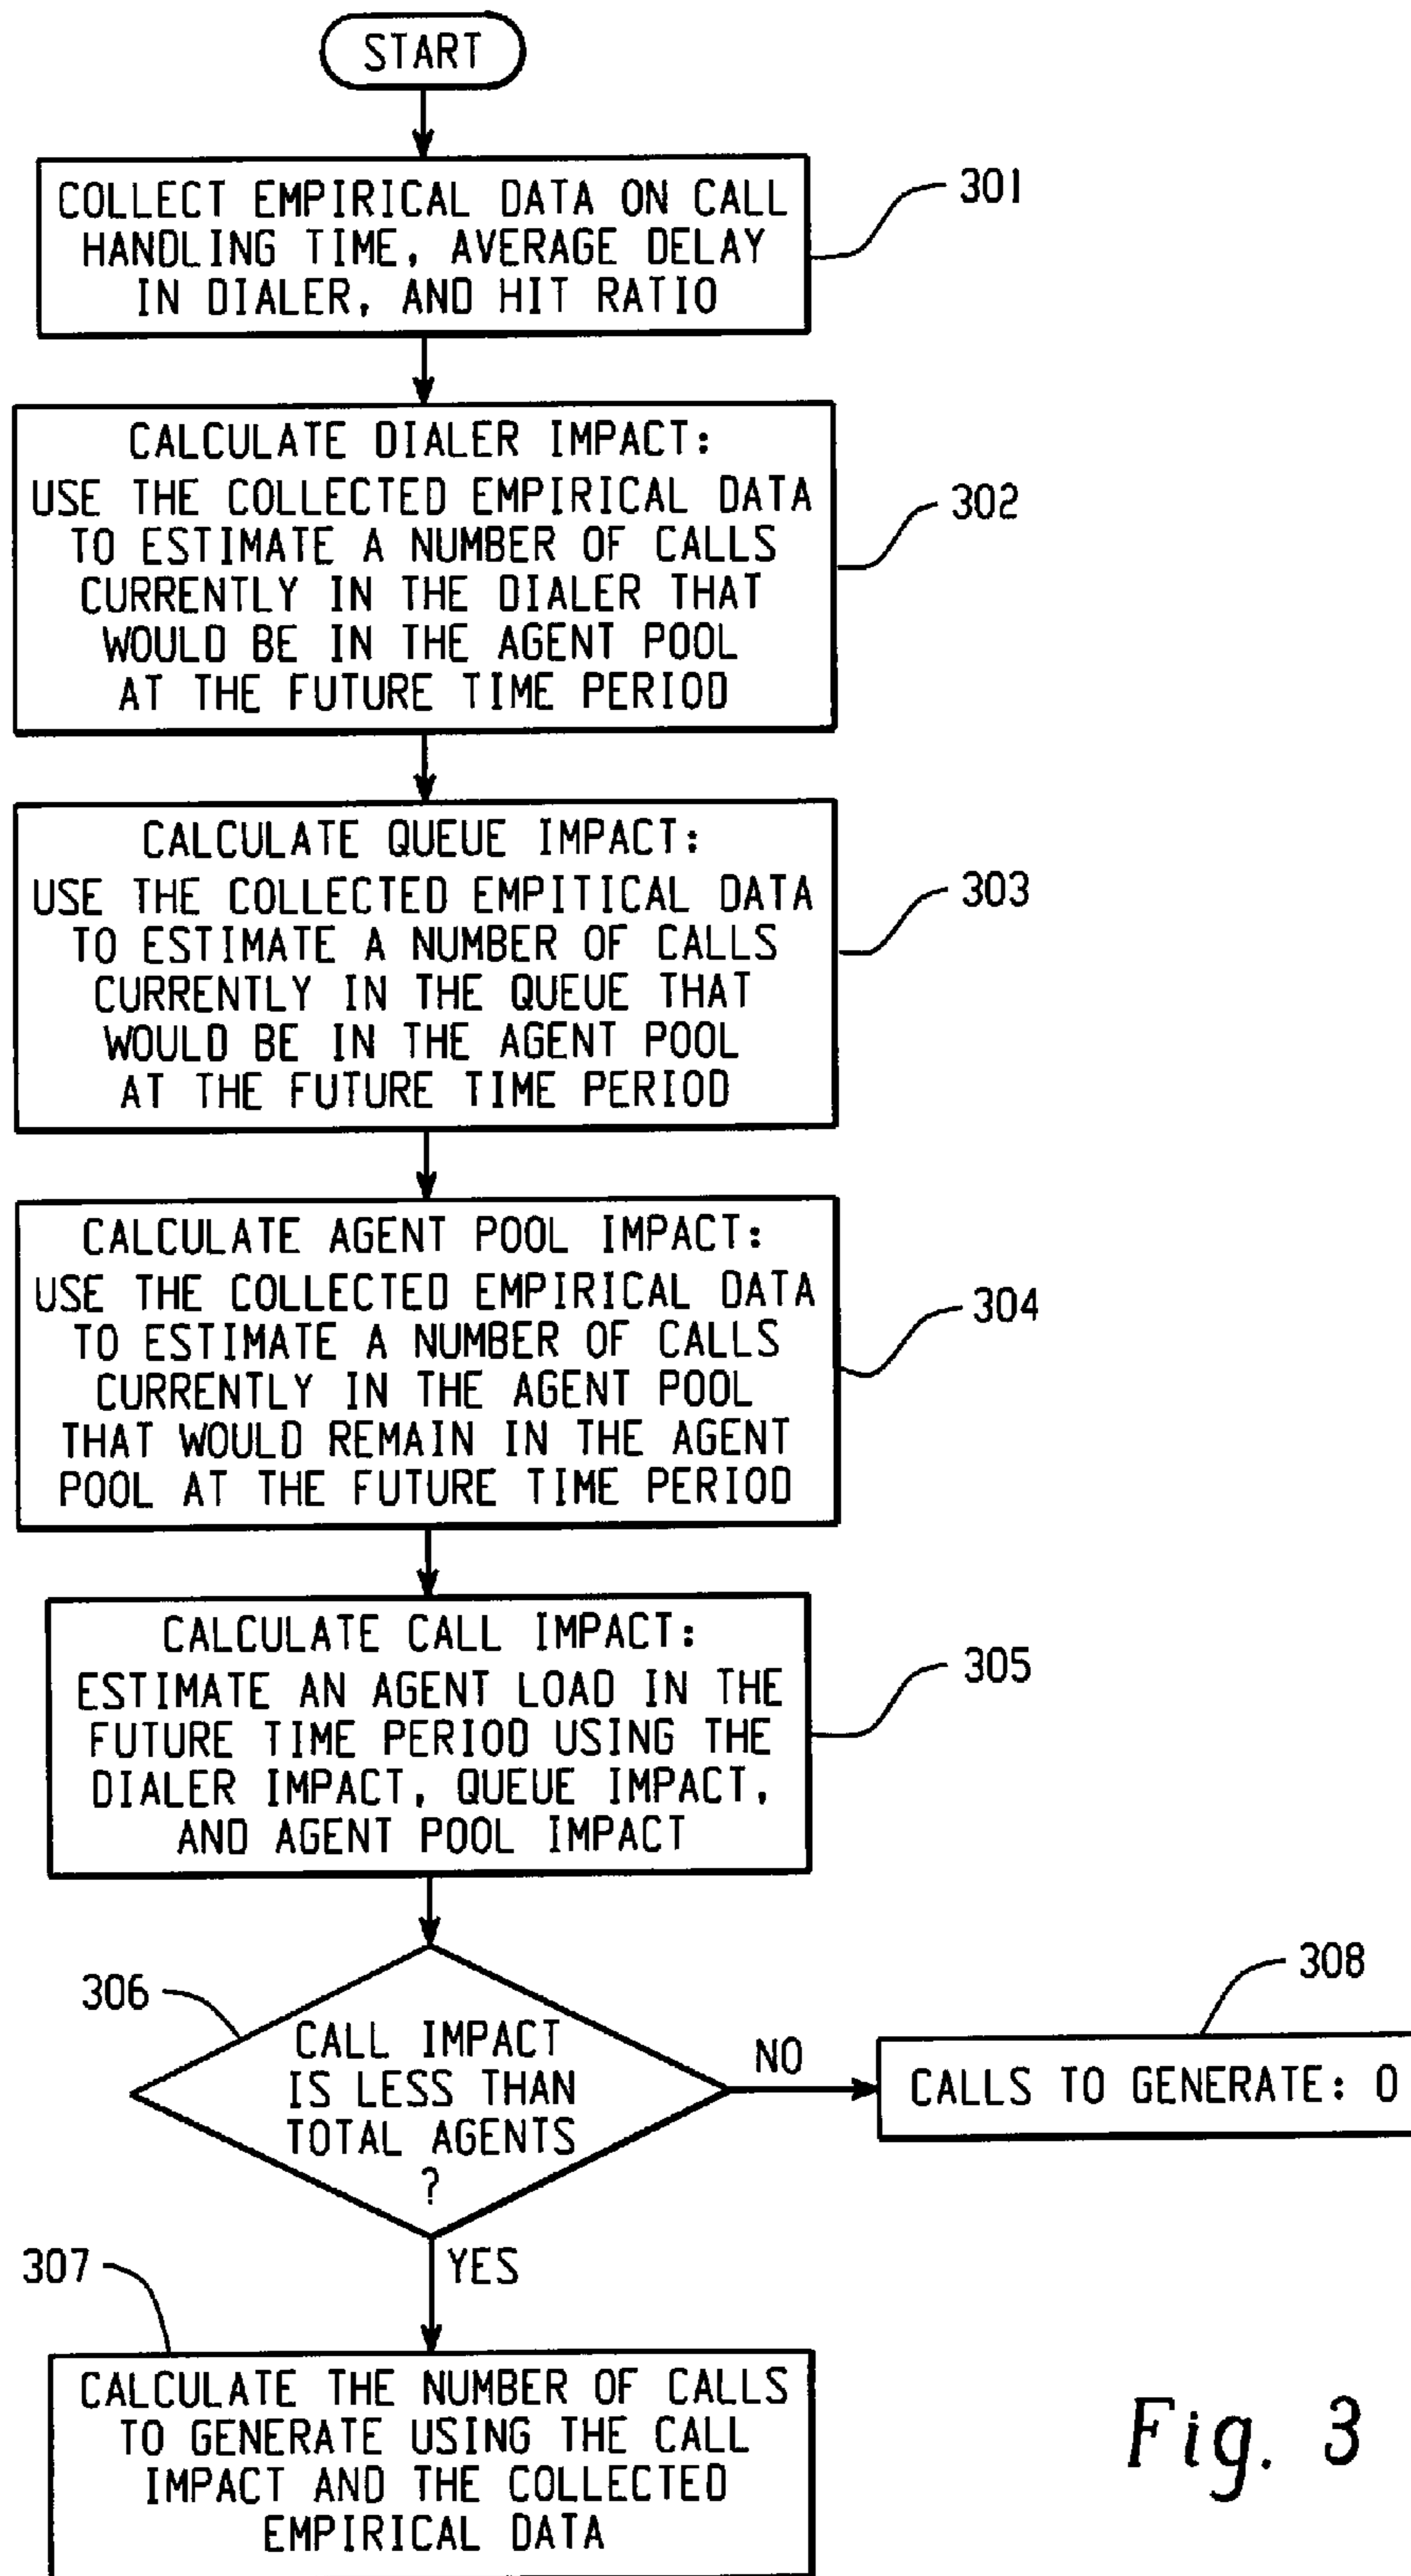 START
COLLECT EMPIRICAL DATA ON CALL
HANDLING TIME, AVERAGE DELAY
IN DIALER, AND HIT RATIO
301
CALCULATE DIALER IMPACT:
USE THE COLLECTED EMPIRICAL DATA
TO ESTIMATE A NUMBER OF CALLS
CURRENTLY IN THE DIALER THAT
WOULD BE IN THE AGENT POOL
AT THE FUTURE TIME PERIOD
302
CALCULATE QUEUE IMPACT:
USE THE COLLECTED EMPITICAL DATA
TO ESTIMATE A NUMBER OF CALLS
CURRENTLY IN THE QUEUE THAT
WOULD BE IN THE AGENT POOL
AT THE FUTURE TIME PERIOD
303
CALCULATE AGENT POOL IMPACT:
USE THE COLLECTED EMPIRICAL DATA
TO ESTIMATE A NUMBER OF CALLS
CURRENTLY IN THE AGENT POOL
THAT WOULD REMAIN IN THE AGENT
POOL AT THE FUTURE TIME PERIOD
304
CALCULATE CALL IMPACT:
ESTIMATE AN AGENT LOAD IN THE
FUTURE TIME PERIOD USING THE
DIALER IMPACT, QUEUE IMPACT,
AND AGENT POOL IMPACT
305
306
CALL IMPACT
IS LESS THAN
TOTAL AGENTS
?
NO
308
CALLS TO GENERATE: 0
YES
307
CALCULATE THE NUMBER OF CALLS
TO GENERATE USING THE CALL
IMPACT AND THE COLLECTED
EMPIRICAL DATA
Fig. 3